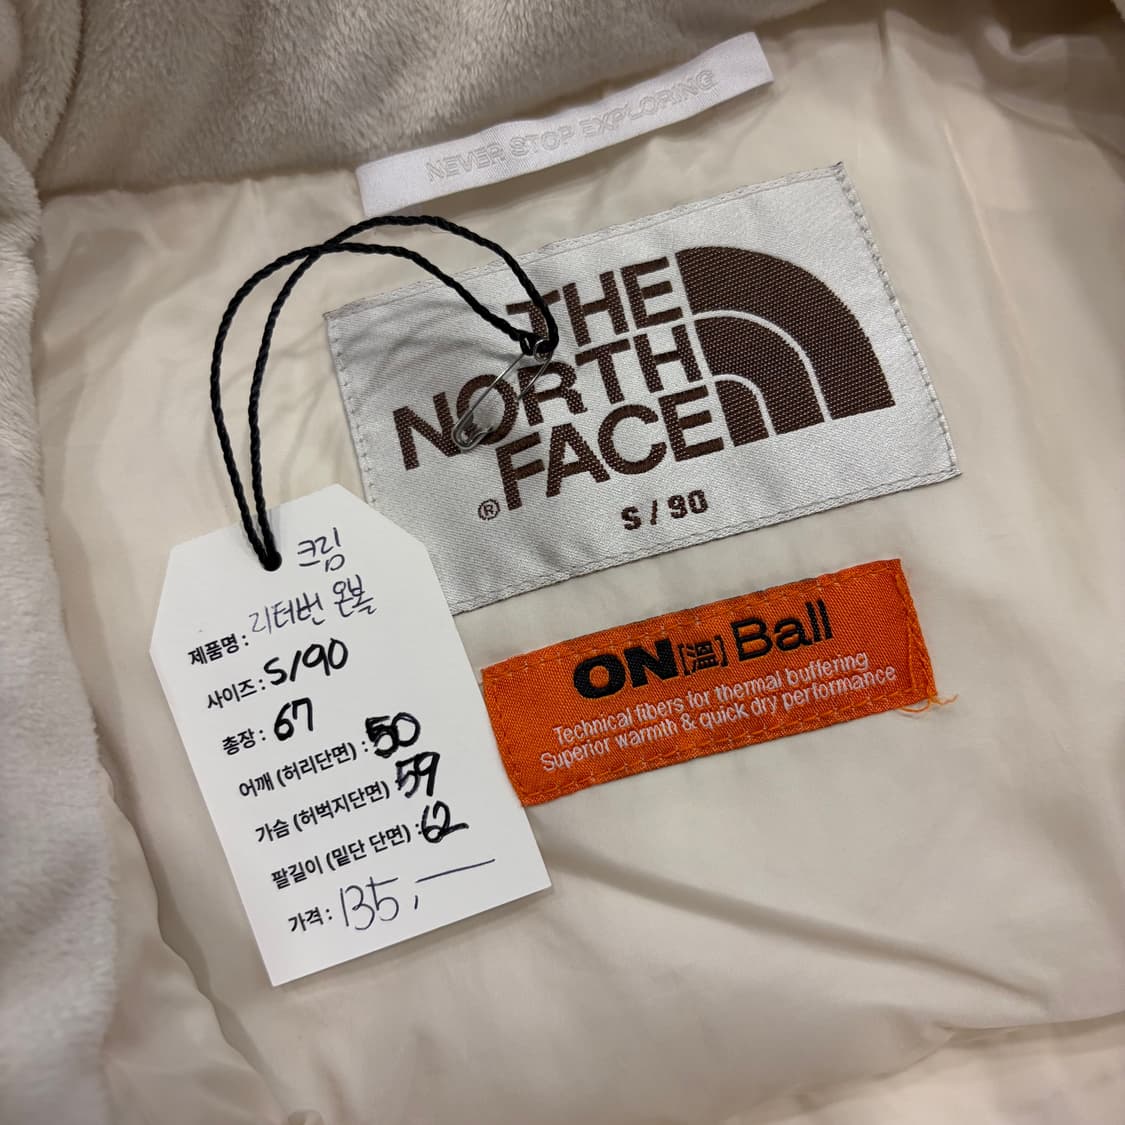 NEVER STOP EXPLORING
THE
NORTH
FACE
®
S / 90
ON[溫]Ball
Technical fibers for thermal buffering
Superior warmth & quick dry performance
크림
제품명 : 리터번 온볼
사이즈 : S/90
총장 : 67
어깨 (허리단면) : 50
가슴 (허벅지단면) 59
팔길이 (밑단 단면) : 62
가격 : 135,—